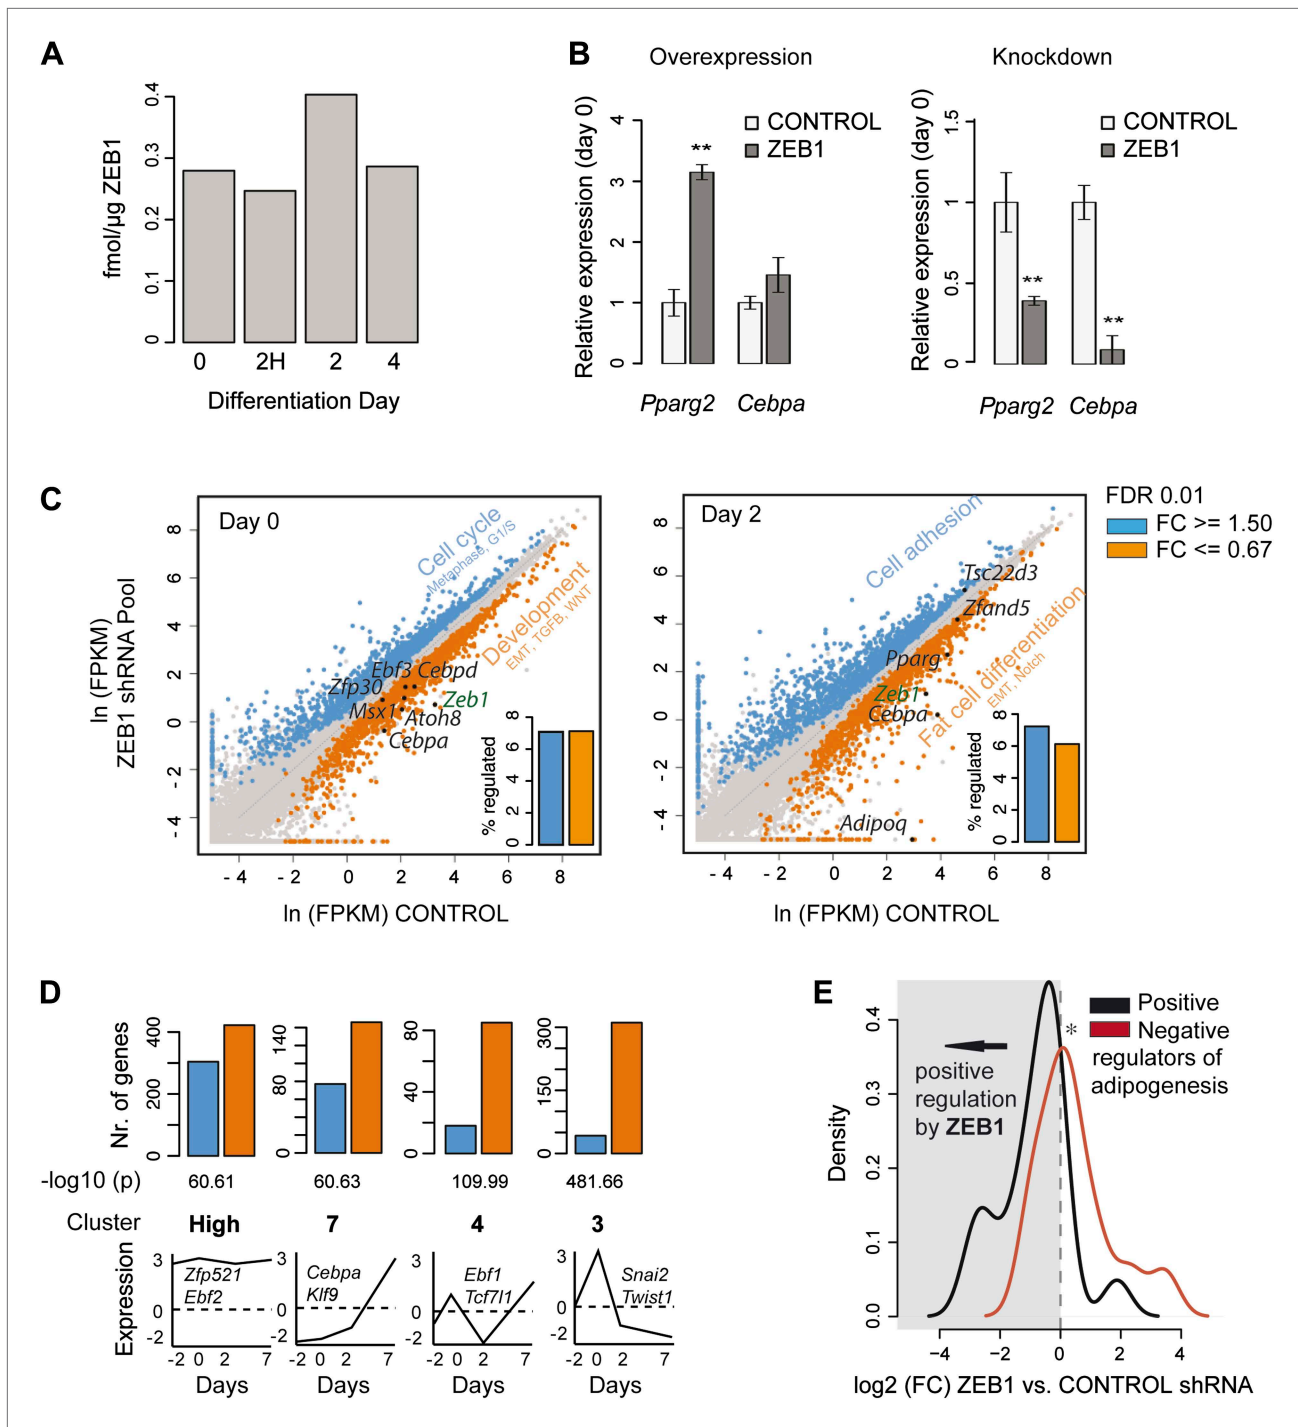 A
fmol/µg ZEB1
0
0.1
0.2
0.3
0.4
0 2H 2 4
Differentiation Day
B
Overexpression
Relative expression (day 0)
0
1
2
3
4
CONTROL
ZEB1
**
Pparg2 Cebpa
Knockdown
Relative expression (day 0)
0
0.5
1
1.5
CONTROL
ZEB1
**
**
Pparg2 Cebpa
C
ln (FPKM)
ZEB1 shRNA Pool
8
6
4
2
0
- 2
- 4
Day 0
Cell cycle
Metaphase, G1/S
Development
EMT, TGFB, WNT
Ebf3 Cebpd
Zfp30
Zeb1
Msx1
Atoh8
Cebpa
% regulated
0 2 4 6 8
- 4 - 2 0 2 4 6 8
ln (FPKM) CONTROL
Day 2
8
6
4
2
0
- 2
- 4
Cell adhesion
Tsc22d3
Zfand5
Pparg
Zeb1
Cebpa
Fat cell differentiation
EMT, Notch
Adipoq
% regulated
0 2 4 6 8
- 4 - 2 0 2 4 6 8
ln (FPKM) CONTROL
FDR 0.01
FC >= 1.50
FC <= 0.67
D
Nr. of genes
0 200 400
0 80 140
0 40 80
0 150 300
-log10 (p) 60.61 60.63 109.99 481.66
Cluster High 7 4 3
Expression
3
0
-2
Zfp521
Ebf2
3
0
-2
Cebpa
Klf9
3
0
-2
Ebf1
Tcf7l1
3
0
-2
Snai2
Twist1
-2 0 2 7
-2 0 2 7
-2 0 2 7
-2 0 2 7
Days Days Days Days
E
Density
0.0
0.1
0.2
0.3
0.4
positive
regulation
by ZEB1
*
Positive
Negative
regulators of
adipogenesis
−4 −2 0 2 4
log2 (FC) ZEB1 vs. CONTROL shRNA